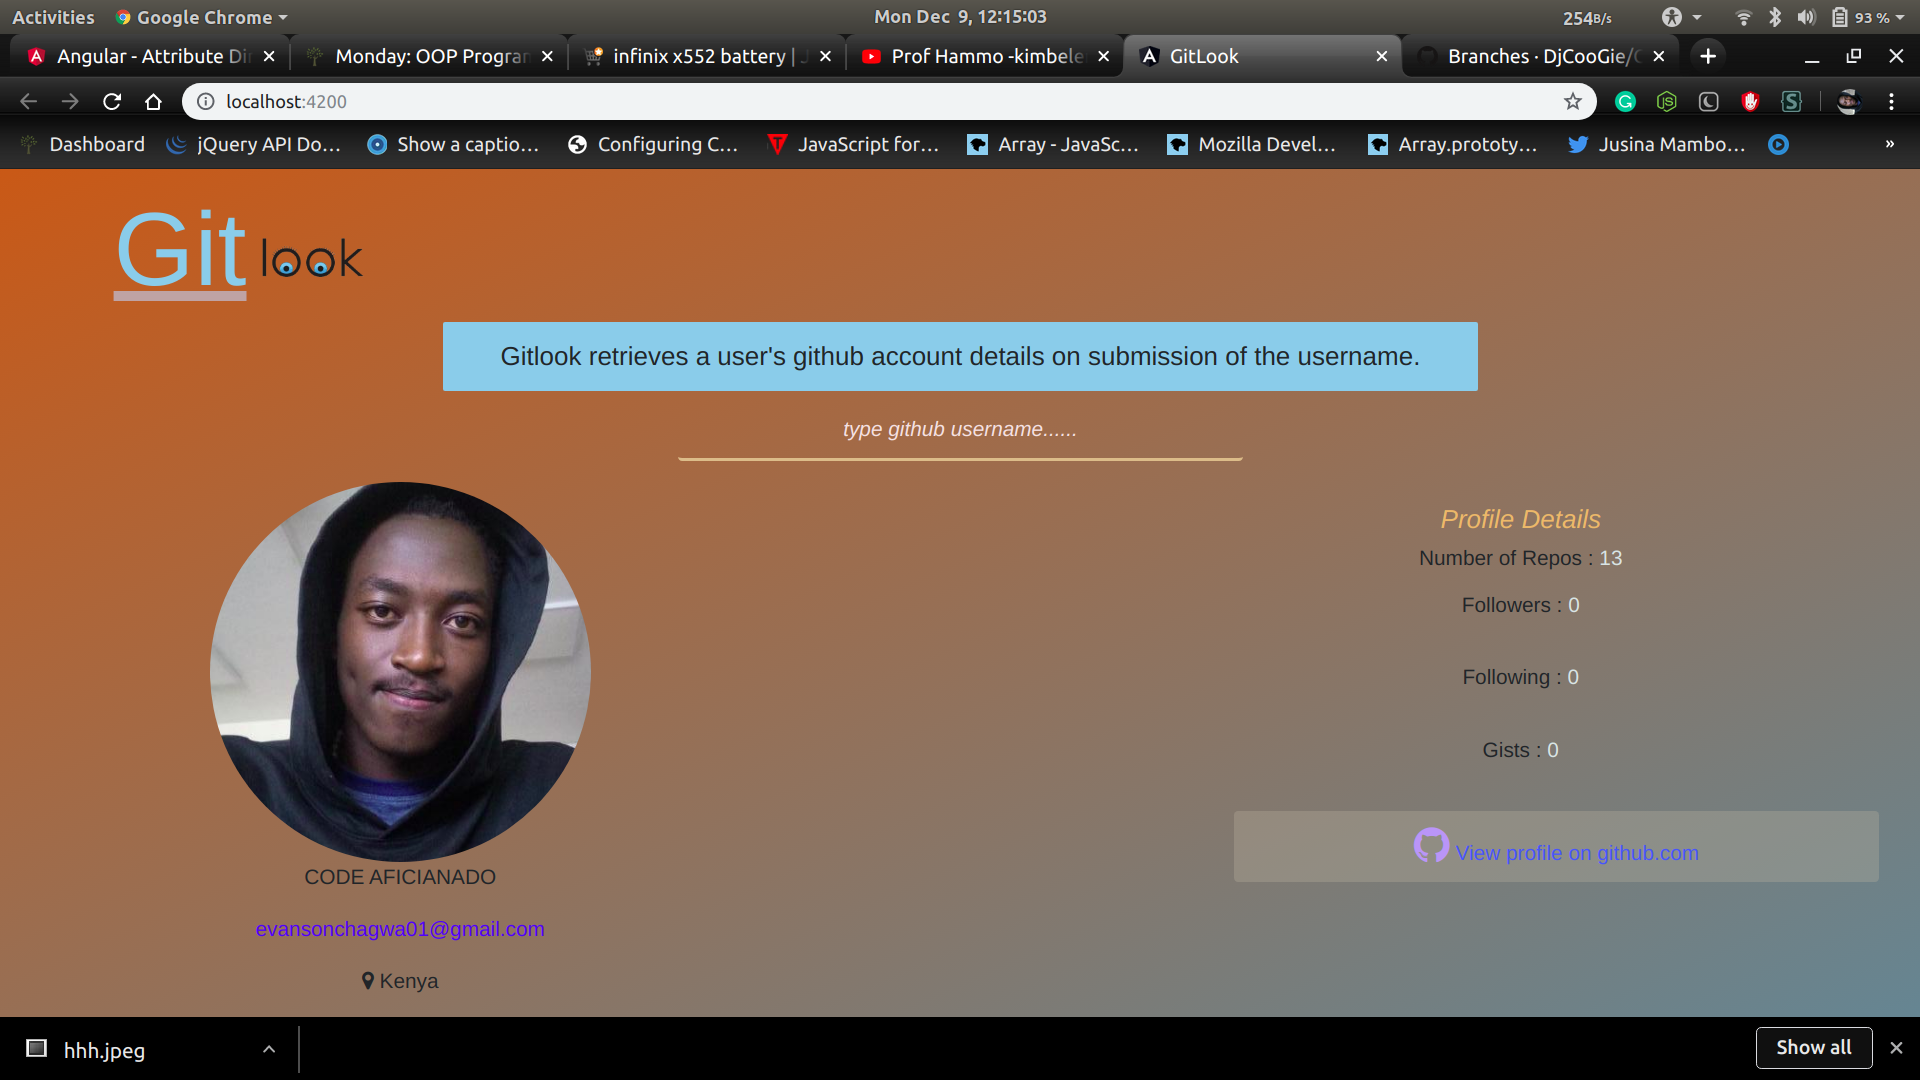 Activities Google Chrome Mon Dec 9, 12:15:03 254B/s 93 %
Angular - Attribute Di Monday: OOP Progran infinix x552 battery | J Prof Hammo -kimbele GitLook Branches · DjCooGie/
localhost:4200
Dashboard jQuery API Do... Show a captio... Configuring C... JavaScript for... Array - JavaSc... Mozilla Devel... Array.prototy... Jusina Mambo... »
Git look
Gitlook retrieves a user's github account details on submission of the username.
type github username......
Profile Details
Number of Repos : 13
Followers : 0
Following : 0
Gists : 0
View profile on github.com
CODE AFICIANADO
evansonchagwa01@gmail.com
Kenya
hhh.jpeg Show all